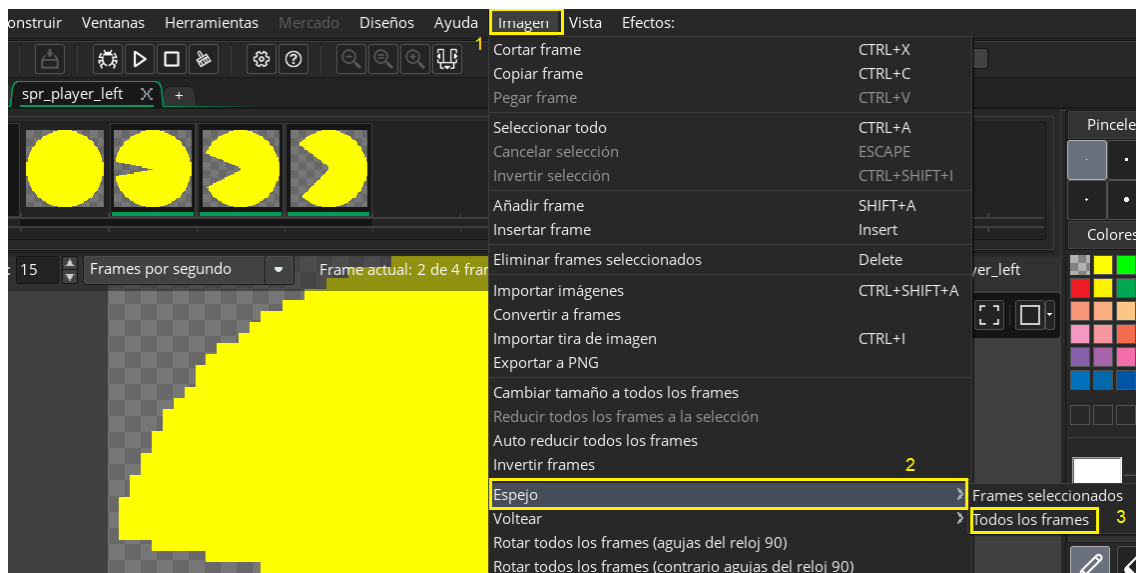 onstruir Ventanas Herramientas Mercado Diseños Ayuda Imagen Vista Efectos:
1
spr_player_left X +
Cortar frame CTRL+X
Copiar frame CTRL+C
Pegar frame CTRL+V
Seleccionar todo CTRL+A
Cancelar selección ESCAPE
Invertir selección CTRL+SHIFT+I
Añadir frame SHIFT+A
Insertar frame Insert
Eliminar frames seleccionados Delete
Importar imágenes CTRL+SHIFT+A
Convertir a frames
Importar tira de imagen CTRL+I
Exportar a PNG
Cambiar tamaño a todos los frames
Reducir todos los frames a la selección
Auto reducir todos los frames
Invertir frames 2
Espejo
Voltear
Rotar todos los frames (agujas del reloj 90)
Rotar todos los frames (contrario agujas del reloj 90)
Frames seleccionados
Todos los frames 3
: 15 Frames por segundo Frame actual: 2 de 4 frar
yer_left
Pincele
Colores